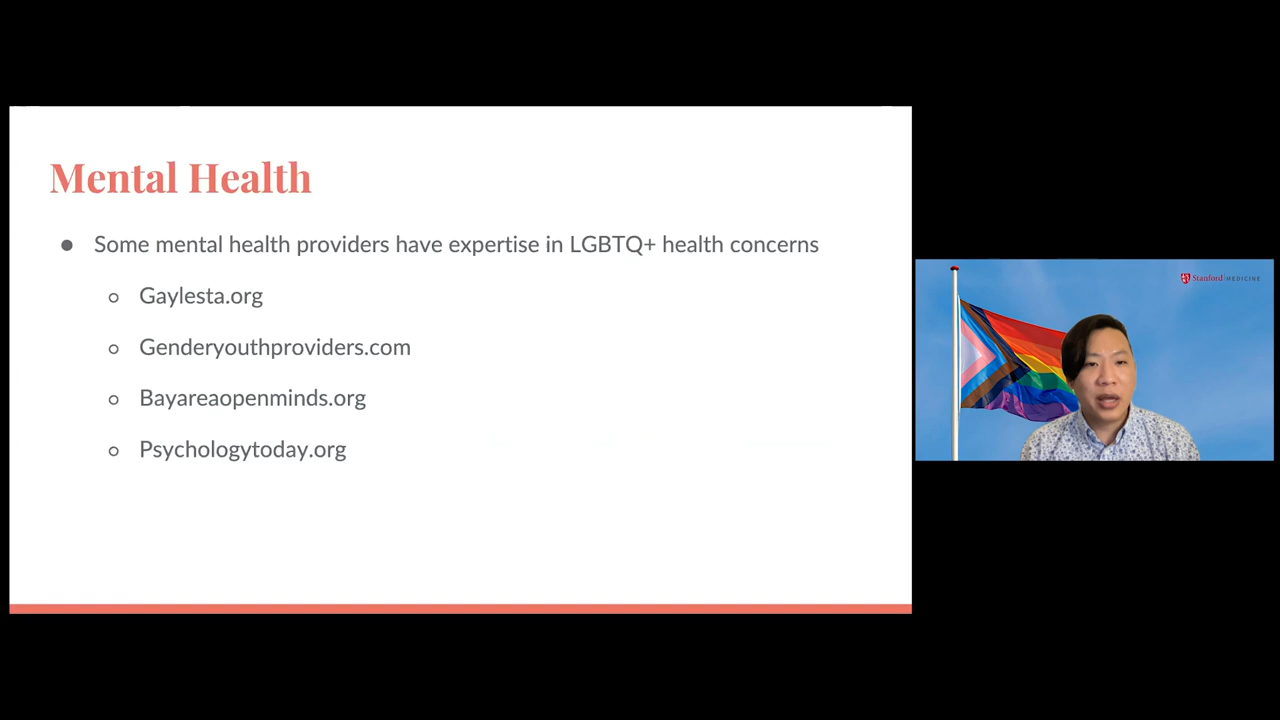 Mental Health
● Some mental health providers have expertise in LGBTQ+ health concerns
○ Gaylesta.org
○ Genderyouthproviders.com
○ Bayareaopenminds.org
○ Psychologytoday.org
Stanford | MEDICINE